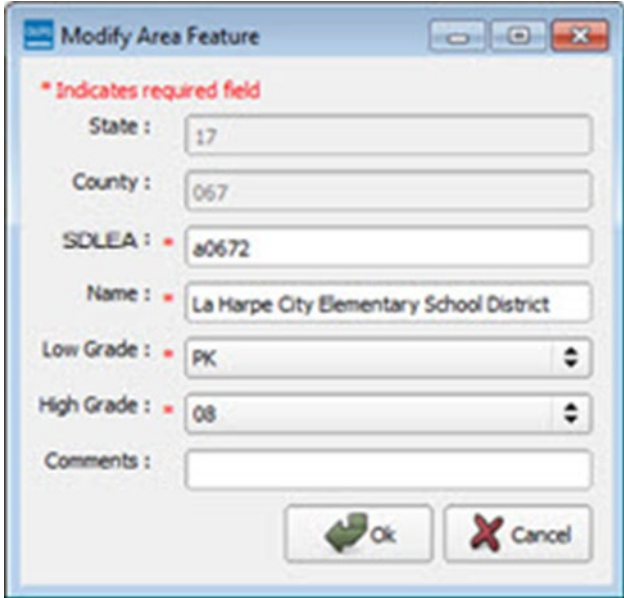 Modify Area Feature
* Indicates required field
State : 17
County : 067
SDLEA : * a0672
Name : * La Harpe City Elementary School District
Low Grade : * PK
High Grade : * 08
Comments :
Ok Cancel